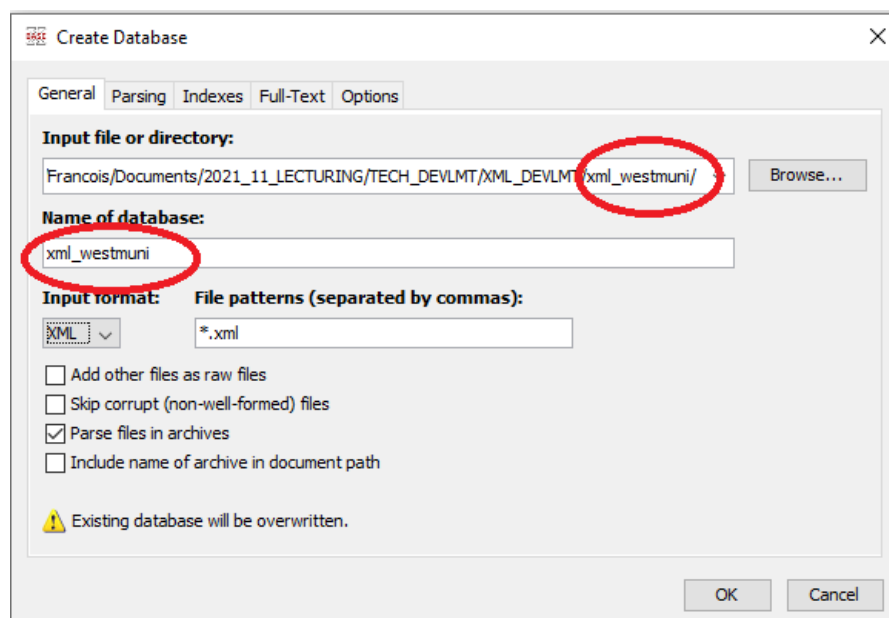 Create Database
General Parsing Indexes Full-Text Options
Input file or directory:
Francois/Documents/2021_11_LECTURING/TECH_DEVLMT/XML_DEVLMT/xml_westmuni/ Browse...
Name of database:
xml_westmuni
Input format: File patterns (separated by commas):
XML *.xml
Add other files as raw files
Skip corrupt (non-well-formed) files
Parse files in archives
Include name of archive in document path
Existing database will be overwritten.
OK Cancel